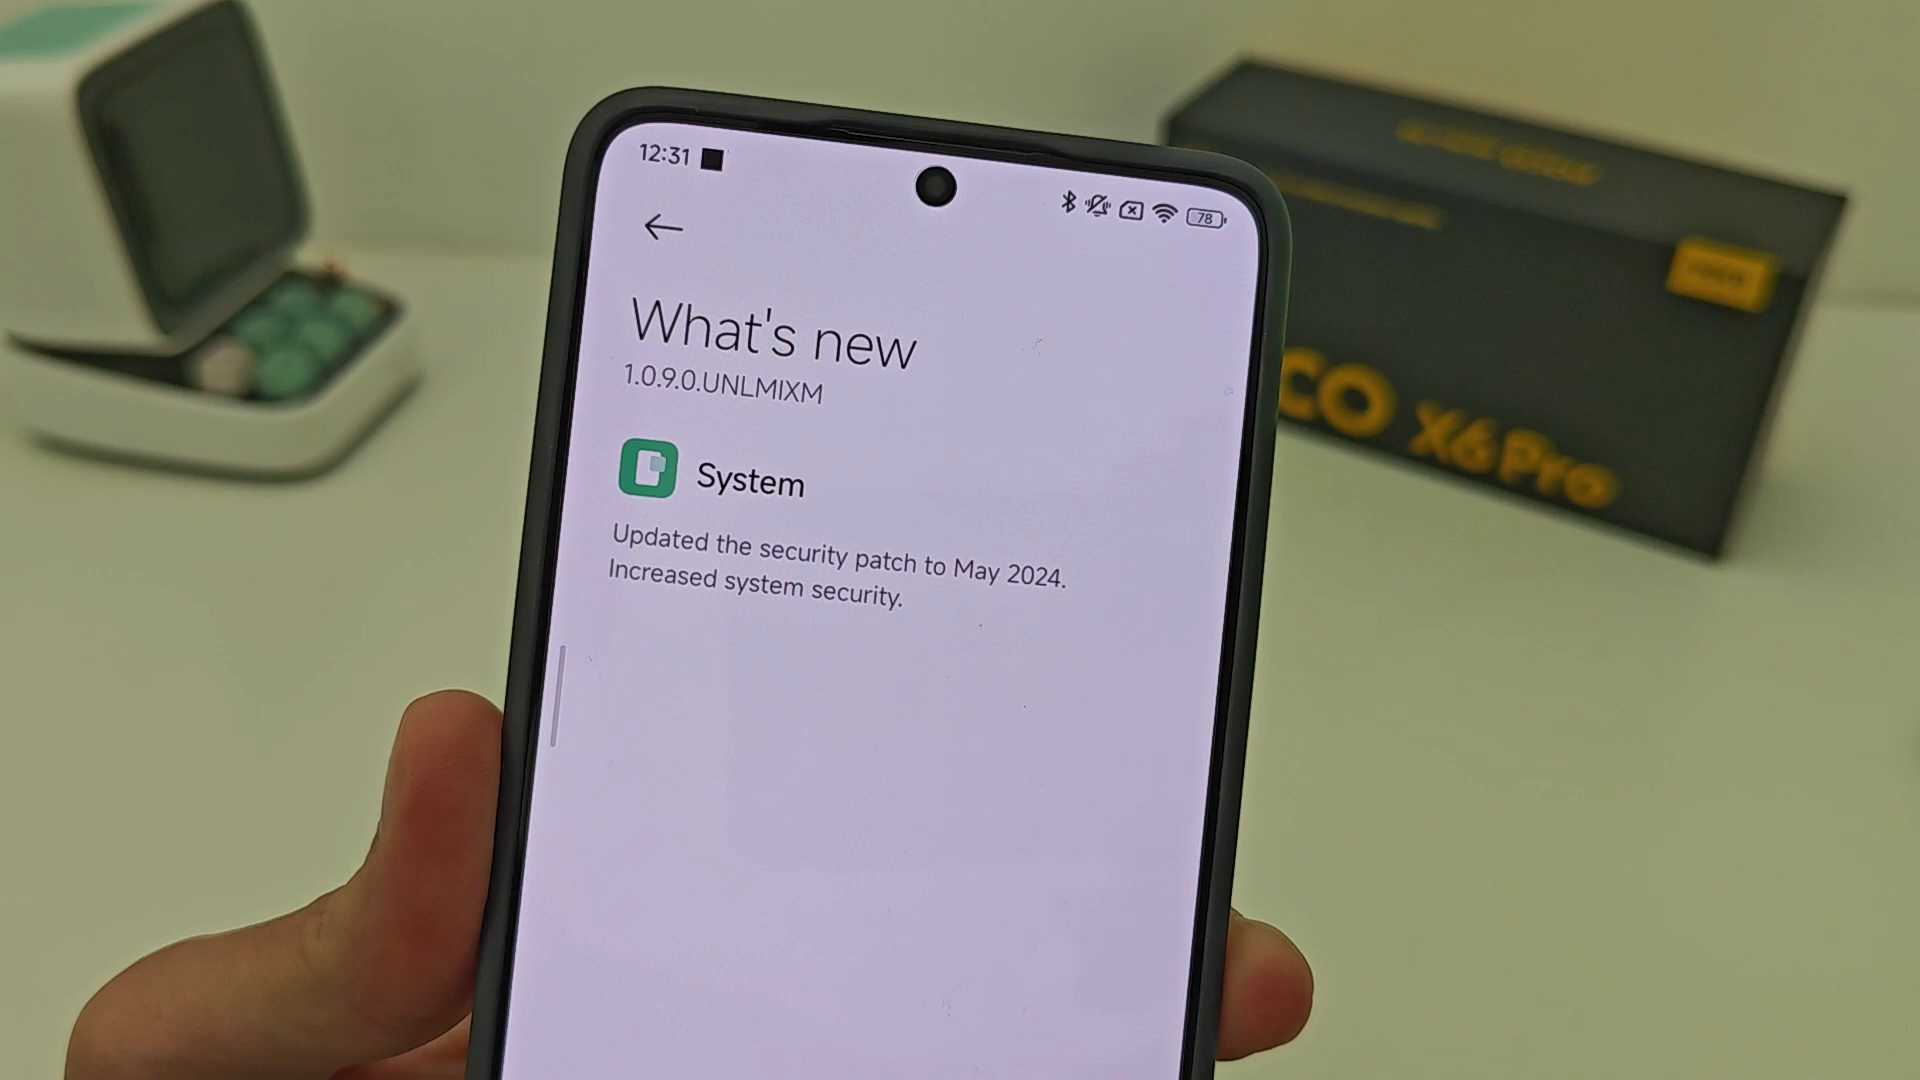 12:31
78
What's new
1.0.9.0.UNLMIXM
System
Updated the security patch to May 2024.
Increased system security.
CO X6 Pro